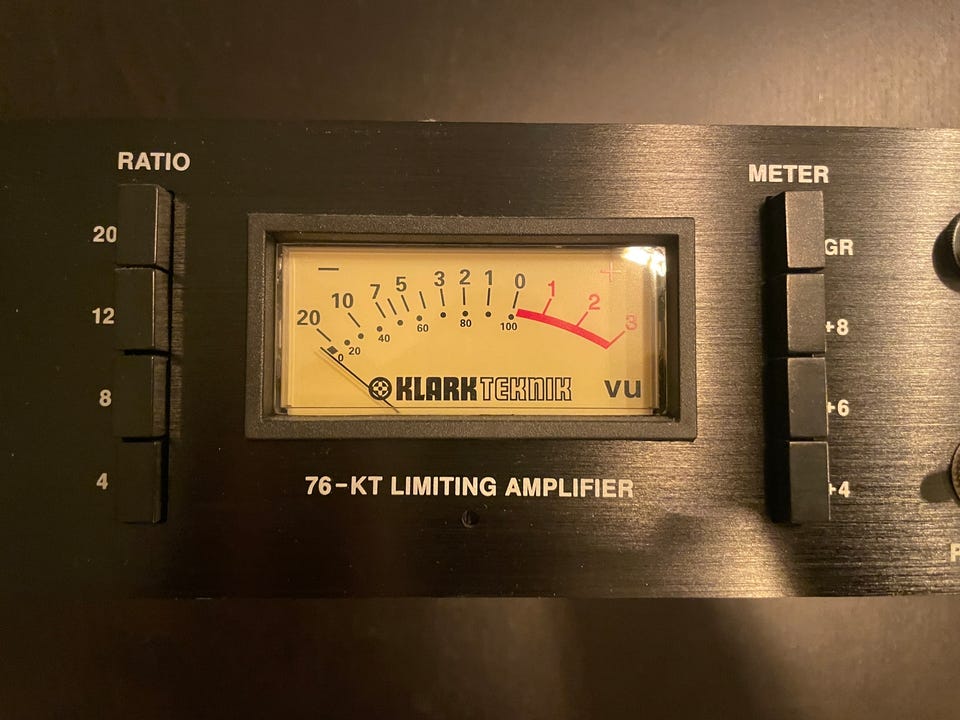 RATIO
METER
20
12
8
4
− +
20 10 7 5 3 2 1 0 1 2 3
0 20 40 60 80 100
KLARK TEKNIK
VU
76-KT LIMITING AMPLIFIER
GR
+8
+6
+4